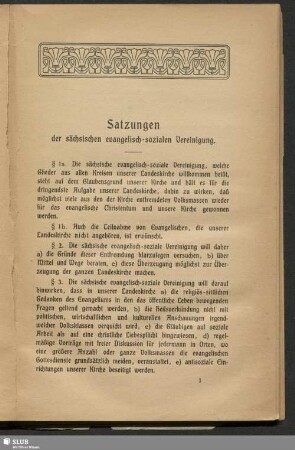 Satzungen
der sächsischen evangelisch-sozialen Vereinigung.
§ 1a. Die sächsische evangelisch-soziale Vereinigung, welche
Glieder aus allen Kreisen unserer Landeskirche willkommen heißt,
steht auf dem Glaubensgrund unserer Kirche und hält es für die
dringendste Aufgabe unserer Landeskirche, dahin zu wirken, daß
möglichst viele aus den der Kirche entfremdeten Volksmassen wieder
für das evangelische Christentum und unsere Kirche gewonnen
werden.
§ 1b. Auch die Teilnahme von Evangelischen, die unserer
Landeskirche nicht angehören, ist erwünscht.
§ 2. Die sächsische evangelisch-soziale Vereinigung will daher
a) die Gründe dieser Entfremdung klarzulegen versuchen, b) über
Mittel und Wege beraten, c) diese Überzeugung möglichst zur Über-
zeugung der ganzen Landeskirche machen.
§ 3. Die sächsische evangelisch-soziale Vereinigung will darauf
hinwirken, dass in unserer Landeskirche a) die religiös-sittlichen
Gedanken des Evangeliums in den das öffentliche Leben bewegenden
Fragen geltend gemacht werden, b) die Heilsverkündung nicht mit
politischen, wirtschaftlichen und kulturellen Anschauungen irgend-
welcher Volksklassen verquickt werd, c) die Gläubigen auf soziale
Arbeit als auf eine christliche Liebespflicht hingewiesen, d) regel-
mäßige Vorträge mit freier Diskussion für jedermann in Orten, wo
eine größere Anzahl oder ganze Volksmassen die evangelischen
Gottesdienste grundsätzlich meiden, veranstaltet, e) antisoziale Ein-
richtungen unserer Kirche beseitigt werden.
1
SLUB